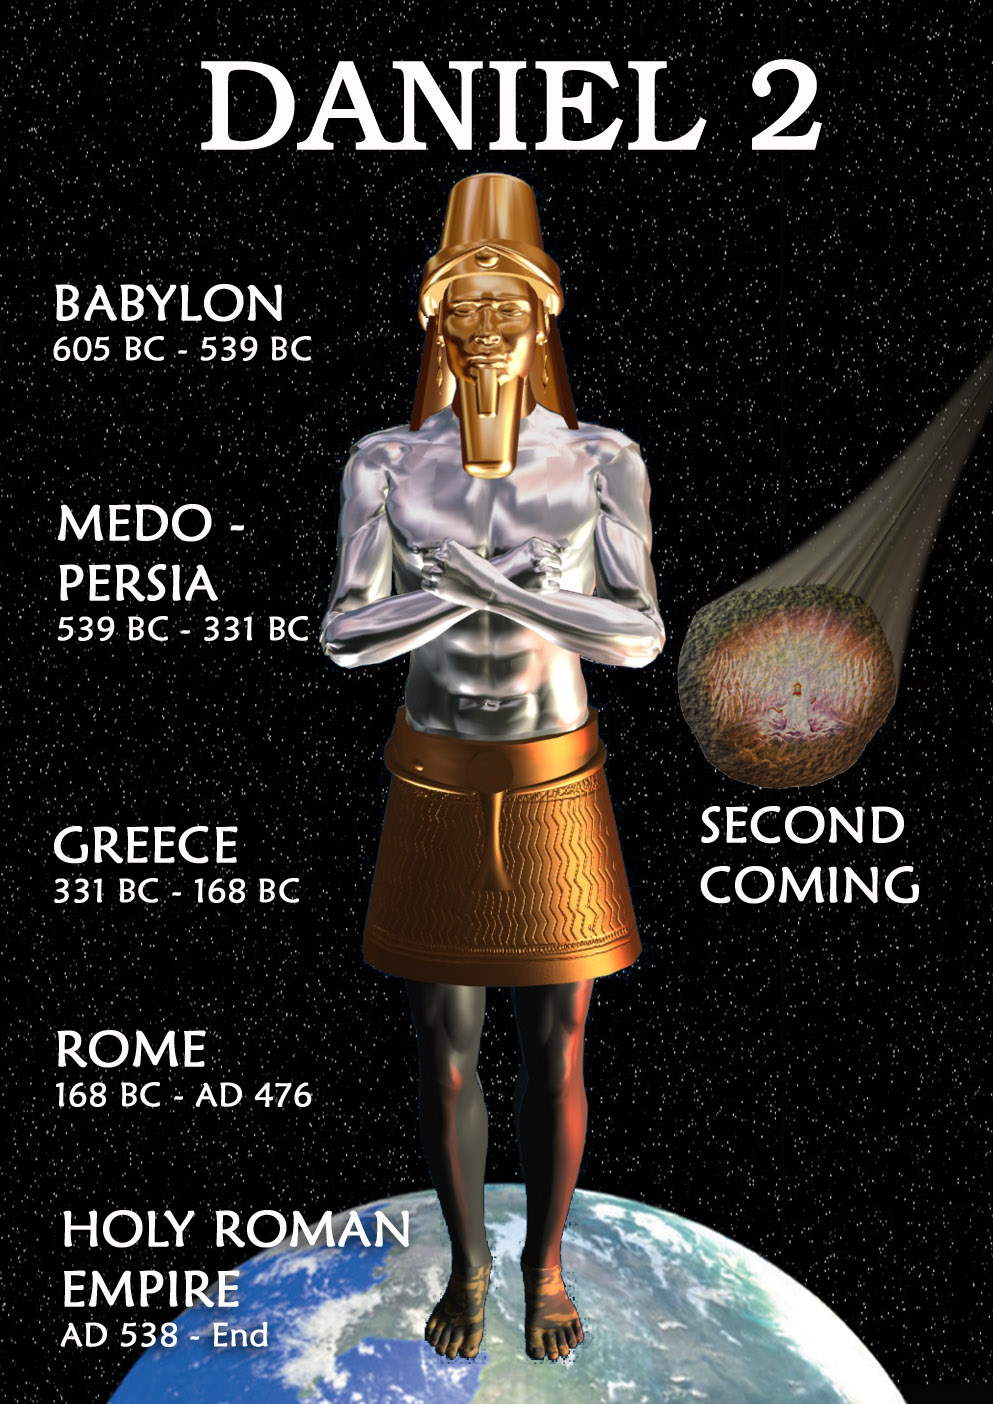 DANIEL 2
BABYLON
605 BC - 539 BC
MEDO -
PERSIA
539 BC - 331 BC
SECOND
COMING
GREECE
331 BC - 168 BC
ROME
168 BC - AD 476
HOLY ROMAN
EMPIRE
AD 538 - End